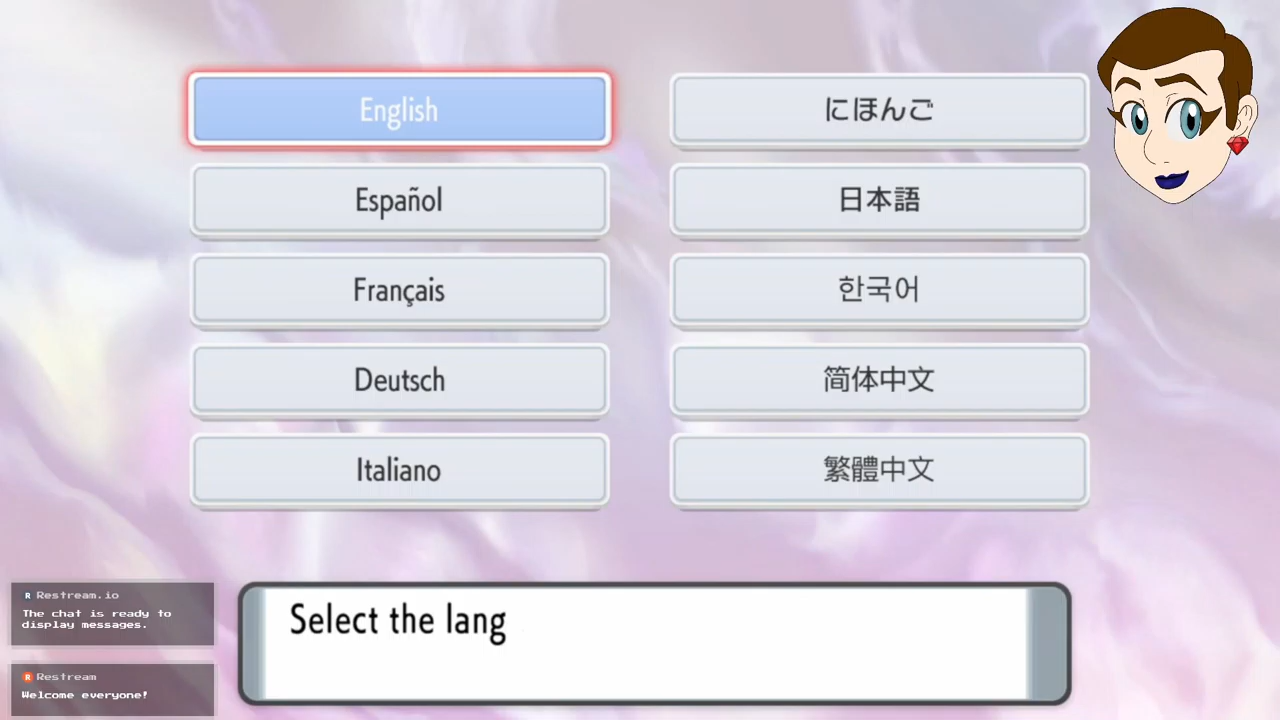 English
Español
Français
Deutsch
Italiano
にほんご
日本語
한국어
简体中文
繁體中文
Select the lang
R Restream.io
The chat is ready to
display messages.
R Restream
Welcome everyone!